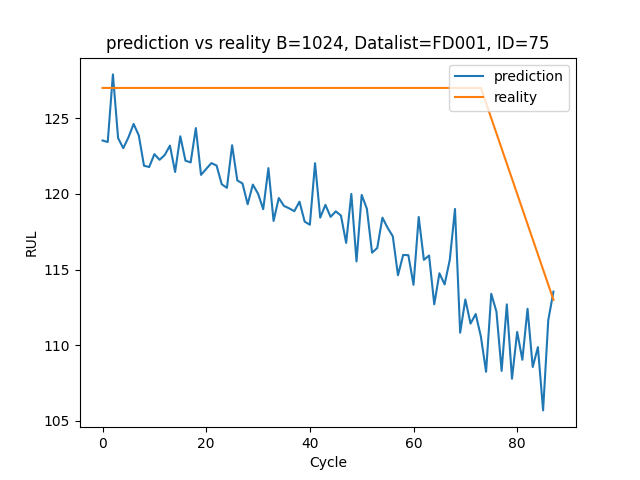 prediction vs reality B=1024, Datalist=FD001, ID=75
prediction
reality
RUL
125
120
115
110
105
0 20 40 60 80
Cycle